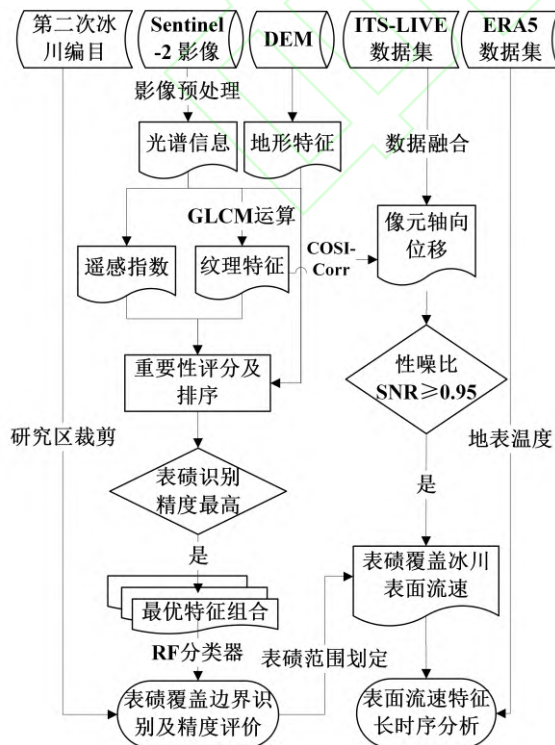 第二次冰
川编目
Sentinel
-2 影像
DEM
ITS-LIVE
数据集
ERA5
数据集
影像预处理
光谱信息
地形特征
数据融合
GLCM运算
遥感指数
纹理特征
COSI-
Corr
像元轴向
位移
重要性评分及
排序
性噪比
SNR≥0.95
研究区裁剪
地表温度
表碛识别
精度最高
是
是
最优特征组合
表碛覆盖冰川
表面流速
RF分类器
表碛范围划定
表碛覆盖边界识
别及精度评价
表面流速特征
长时序分析